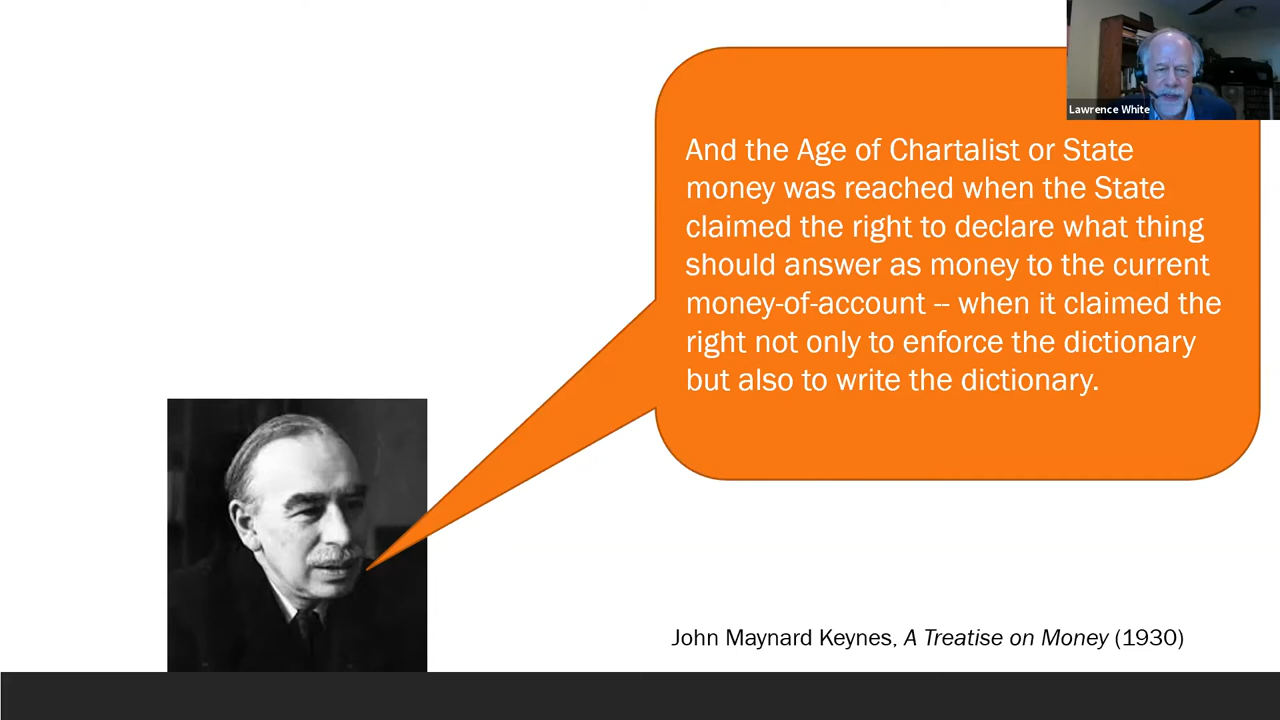 Lawrence White
And the Age of Chartalist or State
money was reached when the State
claimed the right to declare what thing
should answer as money to the current
money-of-account -- when it claimed the
right not only to enforce the dictionary
but also to write the dictionary.
John Maynard Keynes, A Treatise on Money (1930)